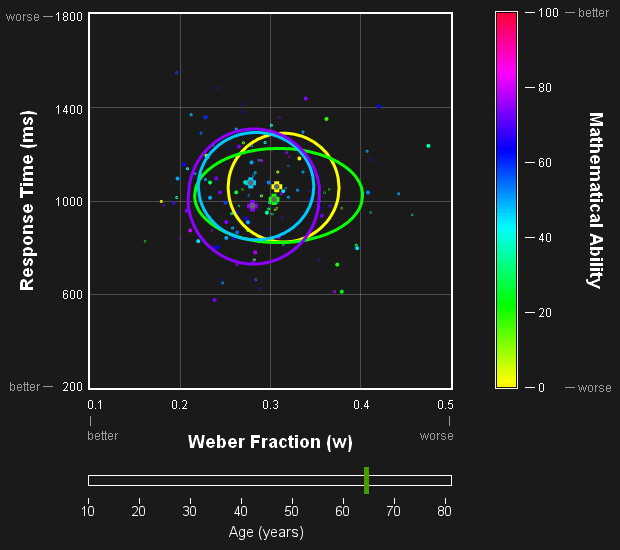 worse
1800
1400
1000
600
200
better
Response Time (ms)
0.1
0.2
0.3
0.4
0.5
better
worse
Weber Fraction (w)
10
20
30
40
50
60
70
80
Age (years)
100
80
60
40
20
0
better
worse
Mathematical Ability